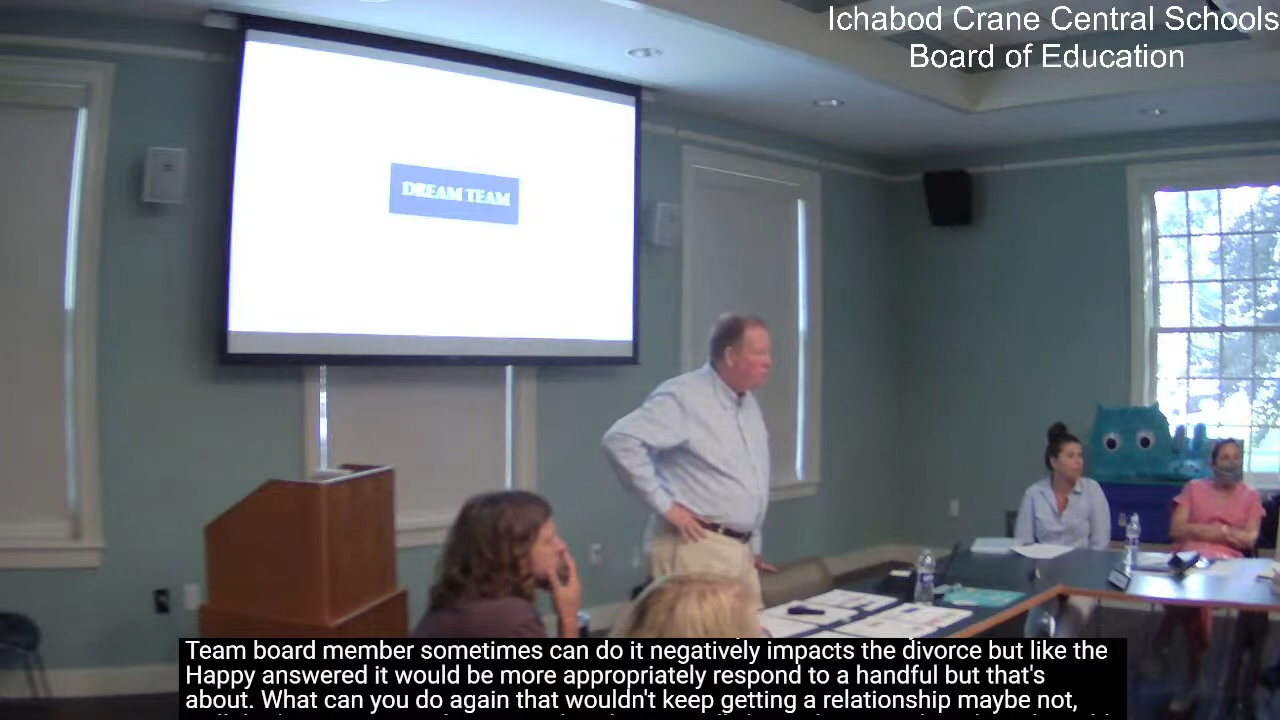 Ichabod Crane Central Schools
Board of Education
DREAM TEAM
Team board member sometimes can do it negatively impacts the divorce but like the
Happy answered it would be more appropriately respond to a handful but that's
about. What can you do again that wouldn't keep getting a relationship maybe not,